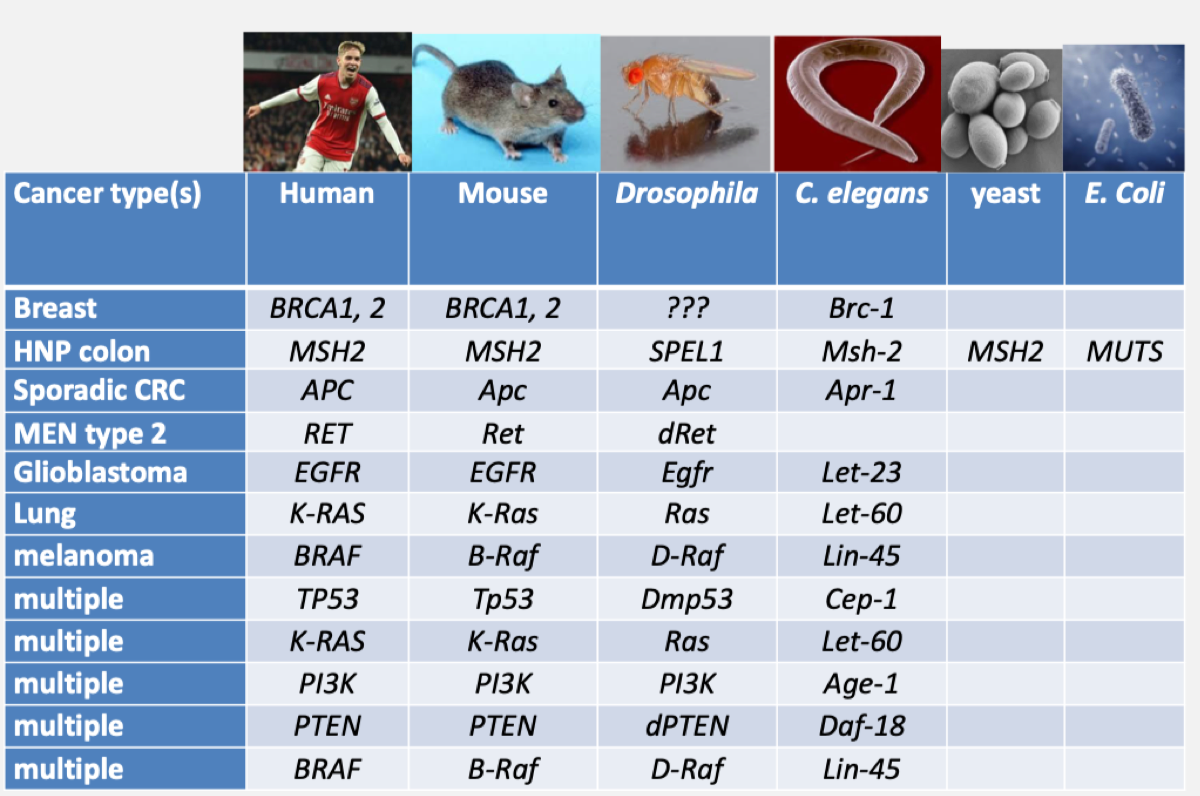 Emirates
Cancer type(s) Human Mouse Drosophila C. elegans yeast E. Coli
Breast BRCA1, 2 BRCA1, 2 ??? Brc-1
HNP colon MSH2 MSH2 SPEL1 Msh-2 MSH2 MUTS
Sporadic CRC APC Apc Apc Apr-1
MEN type 2 RET Ret dRet
Glioblastoma EGFR EGFR Egfr Let-23
Lung K-RAS K-Ras Ras Let-60
melanoma BRAF B-Raf D-Raf Lin-45
multiple TP53 Tp53 Dmp53 Cep-1
multiple K-RAS K-Ras Ras Let-60
multiple PI3K PI3K PI3K Age-1
multiple PTEN PTEN dPTEN Daf-18
multiple BRAF B-Raf D-Raf Lin-45